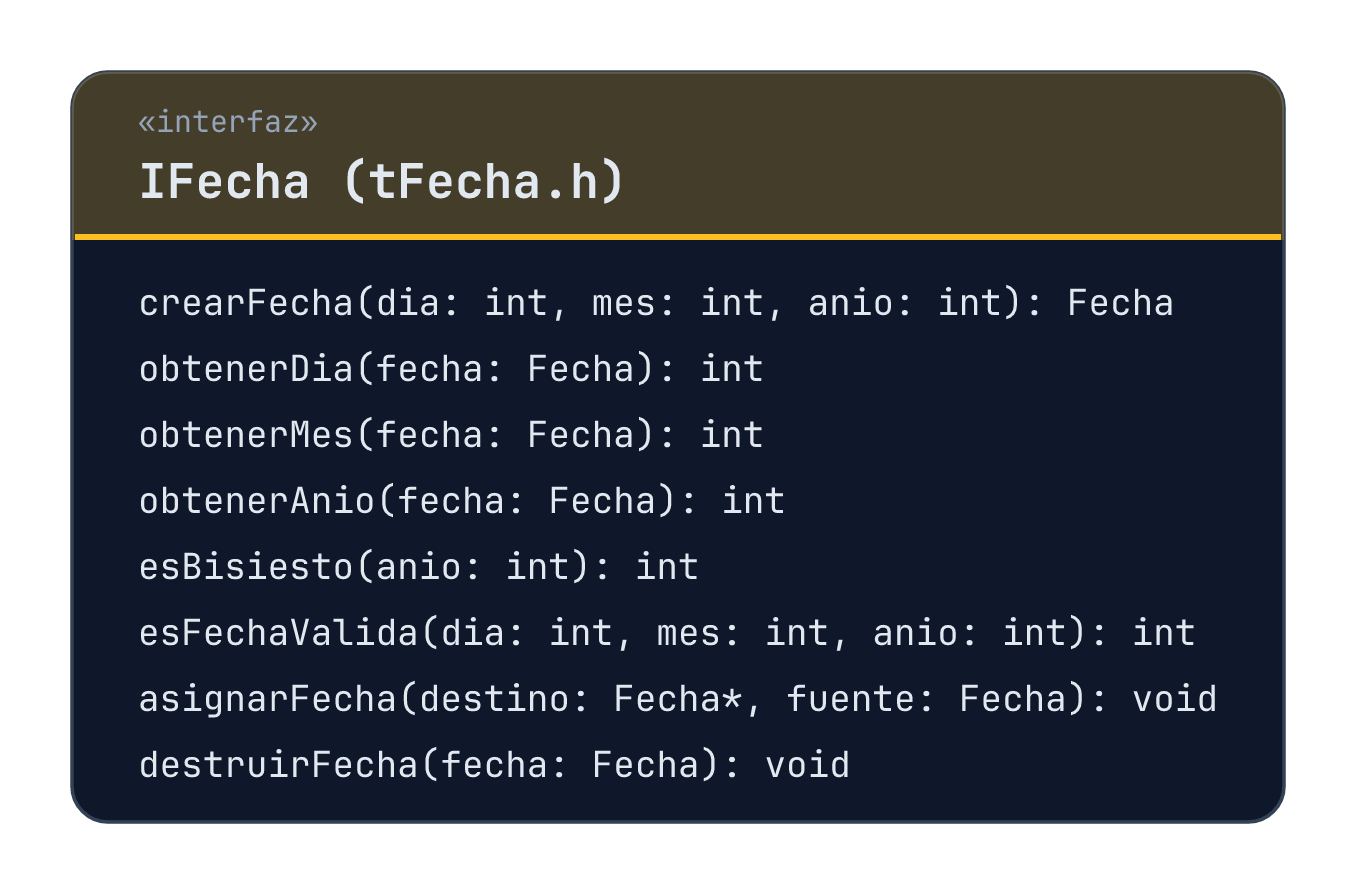 «interfaz»
IFecha (tFecha.h)
crearFecha(dia: int, mes: int, anio: int): Fecha
obtenerDia(fecha: Fecha): int
obtenerMes(fecha: Fecha): int
obtenerAnio(fecha: Fecha): int
esBisiesto(anio: int): int
esFechaValida(dia: int, mes: int, anio: int): int
asignarFecha(destino: Fecha*, fuente: Fecha): void
destruirFecha(fecha: Fecha): void